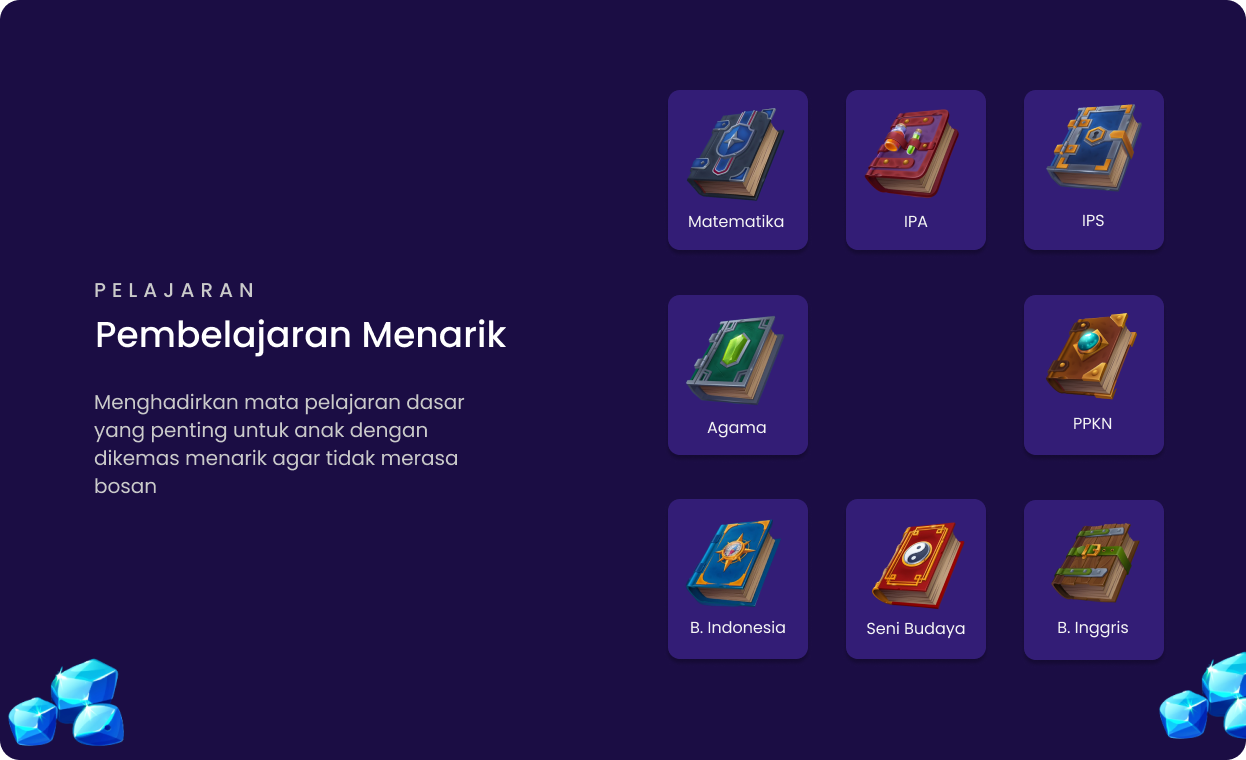 PELAJARAN
Pembelajaran Menarik
Menghadirkan mata pelajaran dasar
yang penting untuk anak dengan
dikemas menarik agar tidak merasa
bosan
Matematika
IPA
IPS
Agama
PPKN
B. Indonesia
Seni Budaya
B. Inggris